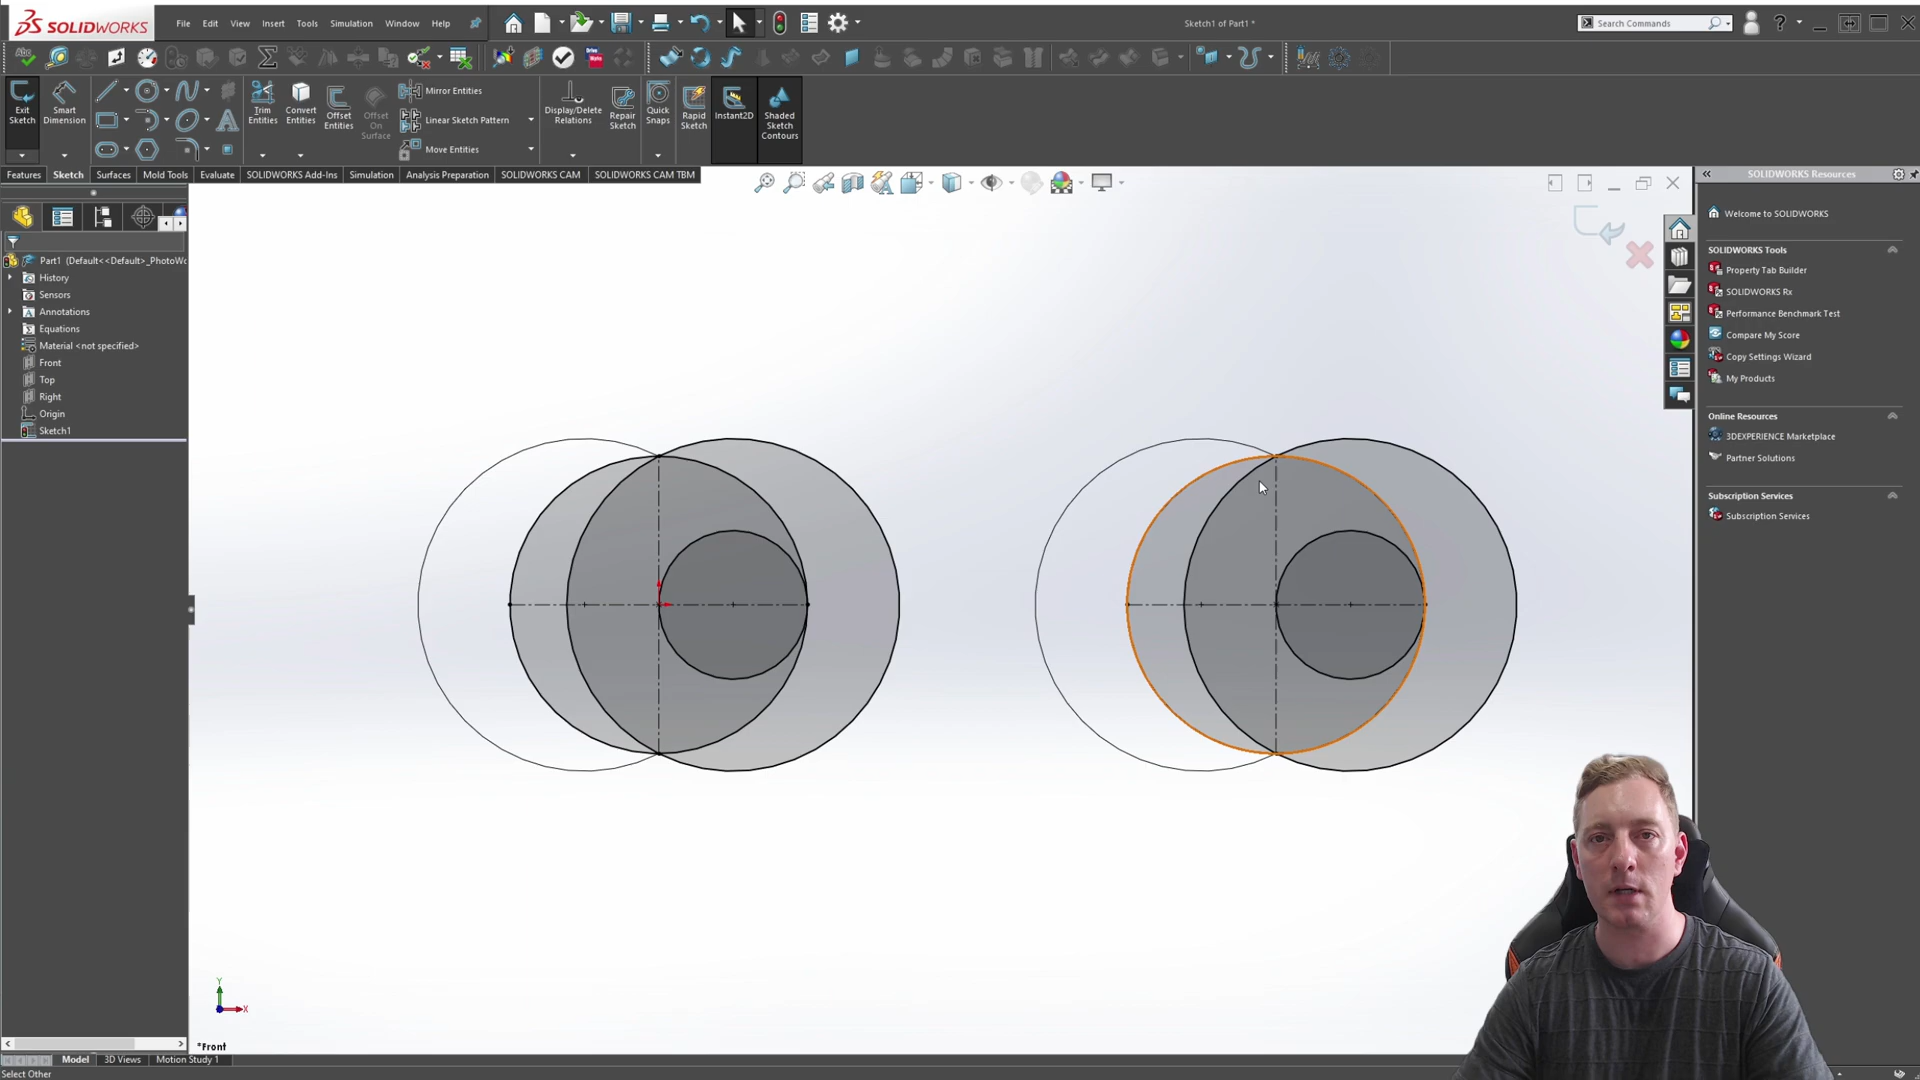 SOLIDWORKS
File Edit View Insert Tools Simulation Window Help
Sketch1 of Part1 *
Search Commands
Exit Sketch
Smart Dimension
Trim Entities
Convert Entities
Offset Entities
Offset On Surface
Mirror Entities
Linear Sketch Pattern
Move Entities
Display/Delete Relations
Repair Sketch
Quick Snaps
Rapid Sketch
Instant2D
Shaded Sketch Contours
Features Sketch Surfaces Mold Tools Evaluate SOLIDWORKS Add-Ins Simulation Analysis Preparation SOLIDWORKS CAM SOLIDWORKS CAM TBM
Part1 (Default<<Default>_PhotoWo
History
Sensors
Annotations
Equations
Material <not specified>
Front
Top
Right
Origin
Sketch1
SOLIDWORKS Resources
Welcome to SOLIDWORKS
SOLIDWORKS Tools
Property Tab Builder
SOLIDWORKS Rx
Performance Benchmark Test
Compare My Score
Copy Settings Wizard
My Products
Online Resources
3DEXPERIENCE Marketplace
Partner Solutions
Subscription Services
Subscription Services
Y
X
*Front
Model 3D Views Motion Study 1
Select Other